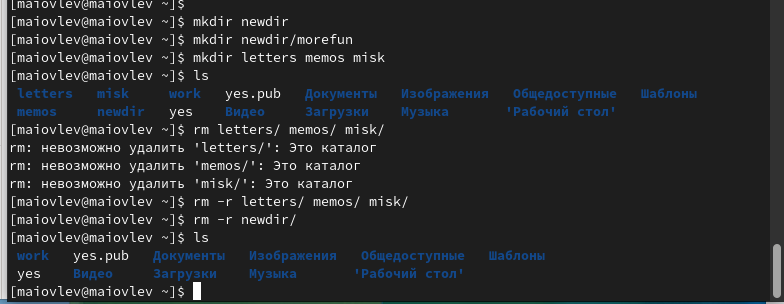 [maiovlev@maiovlev ~]$
[maiovlev@maiovlev ~]$ mkdir newdir
[maiovlev@maiovlev ~]$ mkdir newdir/morefun
[maiovlev@maiovlev ~]$ mkdir letters memos misk
[maiovlev@maiovlev ~]$ ls
letters misk work yes.pub Документы Изображения Общедоступные Шаблоны
memos newdir yes Видео Загрузки Музыка 'Рабочий стол'
[maiovlev@maiovlev ~]$ rm letters/ memos/ misk/
rm: невозможно удалить 'letters/': Это каталог
rm: невозможно удалить 'memos/': Это каталог
rm: невозможно удалить 'misk/': Это каталог
[maiovlev@maiovlev ~]$ rm -r letters/ memos/ misk/
[maiovlev@maiovlev ~]$ rm -r newdir/
[maiovlev@maiovlev ~]$ ls
work yes.pub Документы Изображения Общедоступные Шаблоны
yes Видео Загрузки Музыка 'Рабочий стол'
[maiovlev@maiovlev ~]$